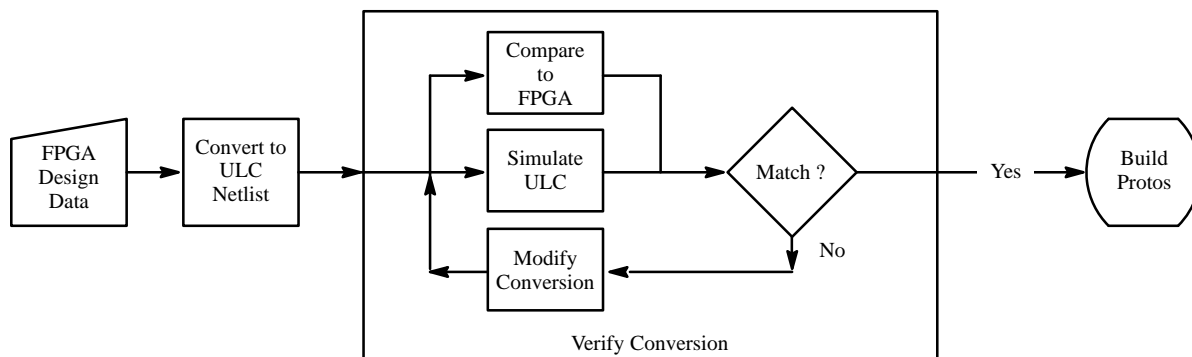 FPGA
Design
Data
Convert to
ULC
Netlist
Compare
to
FPGA
Simulate
ULC
Modify
Conversion
Match ?
No
Yes
Build
Protos
Verify Conversion